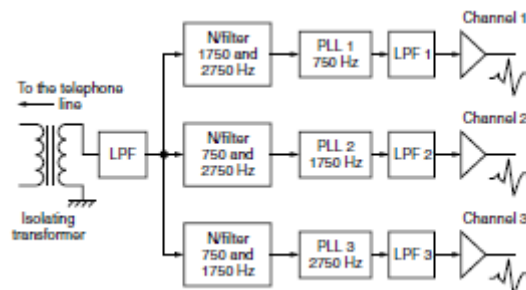 Channel 1
N/filter
1750 and
2750 Hz
PLL 1
750 Hz
LPF 1
To the telephone
line
Channel 2
LPF
N/filter
750 and
2750 Hz
PLL 2
1750 Hz
LPF 2
Isolating
transformer
Channel 3
N/filter
750 and
1750 Hz
PLL 3
2750 Hz
LPF 3